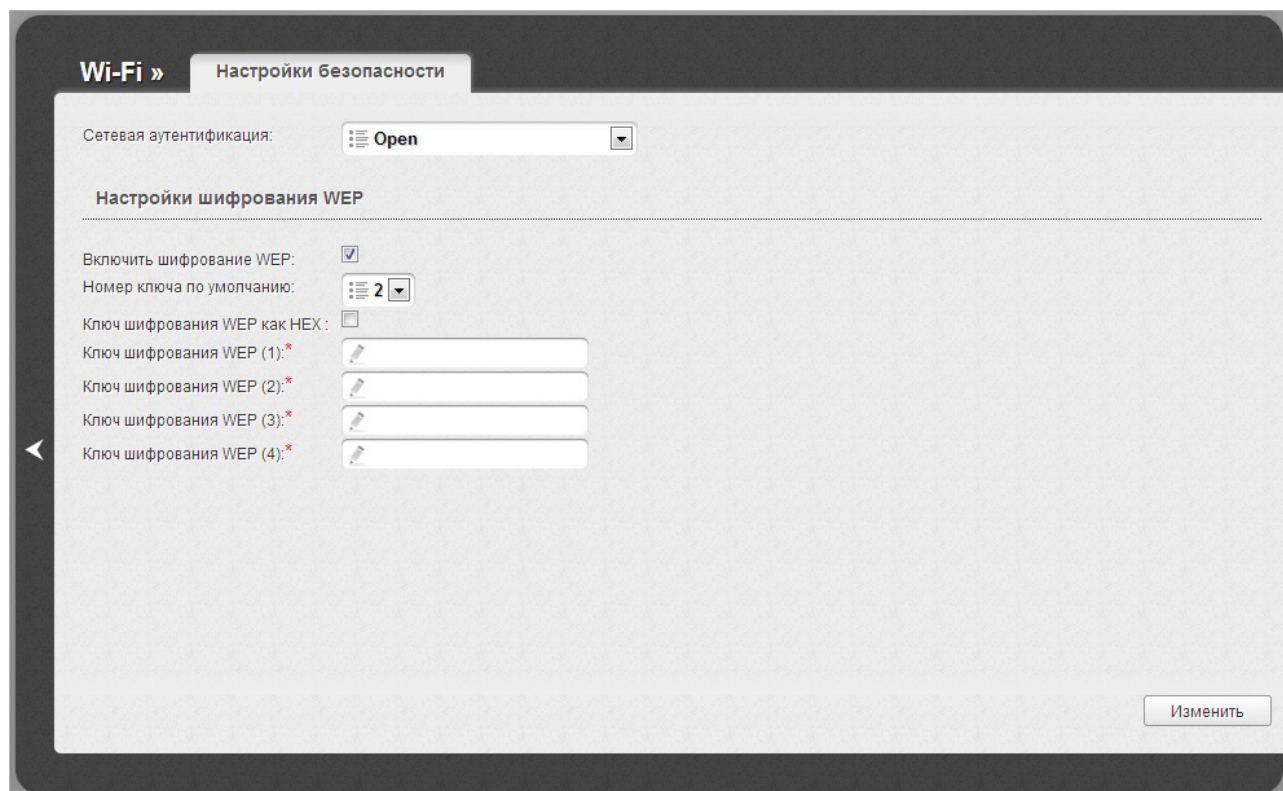 Wi-Fi »
Настройки безопасности
Сетевая аутентификация: Open
Настройки шифрования WEP
Включить шифрование WEP:
Номер ключа по умолчанию: 2
Ключ шифрования WEP как HEX :
Ключ шифрования WEP (1):*
Ключ шифрования WEP (2):*
Ключ шифрования WEP (3):*
Ключ шифрования WEP (4):*
Изменить